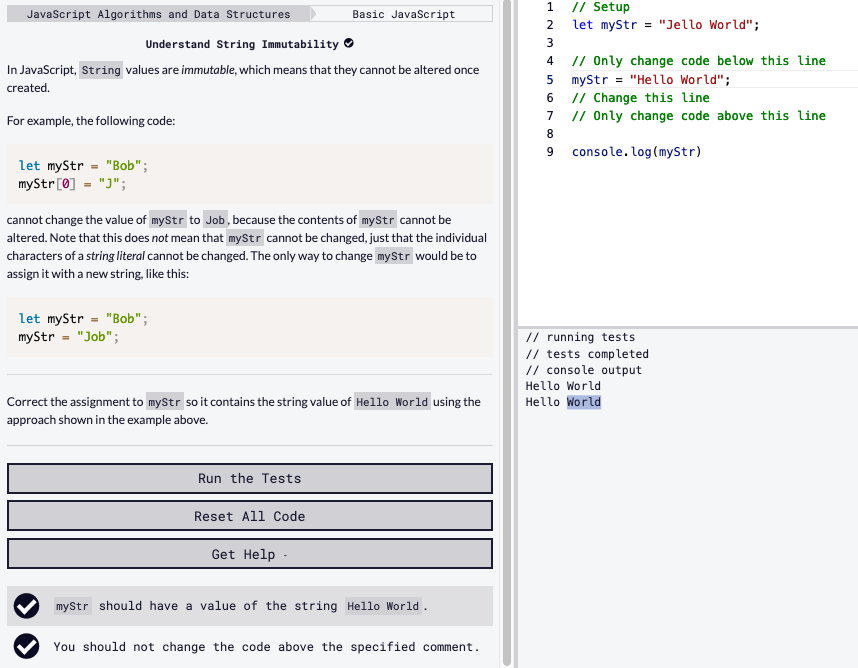 JavaScript Algorithms and Data Structures Basic JavaScript
Understand String Immutability
In JavaScript, String values are immutable, which means that they cannot be altered once
created.
For example, the following code:
let myStr = "Bob";
myStr[0] = "J";
cannot change the value of myStr to Job, because the contents of myStr cannot be
altered. Note that this does not mean that myStr cannot be changed, just that the individual
characters of a string literal cannot be changed. The only way to change myStr would be to
assign it with a new string, like this:
let myStr = "Bob";
myStr = "Job";
Correct the assignment to myStr so it contains the string value of Hello World using the
approach shown in the example above.
Run the Tests
Reset All Code
Get Help -
myStr should have a value of the string Hello World.
You should not change the code above the specified comment.
1 // Setup
2 let myStr = "Jello World";
3
4 // Only change code below this line
5 myStr = "Hello World";
6 // Change this line
7 // Only change code above this line
8
9 console.log(myStr)
// running tests
// tests completed
// console output
Hello World
Hello World